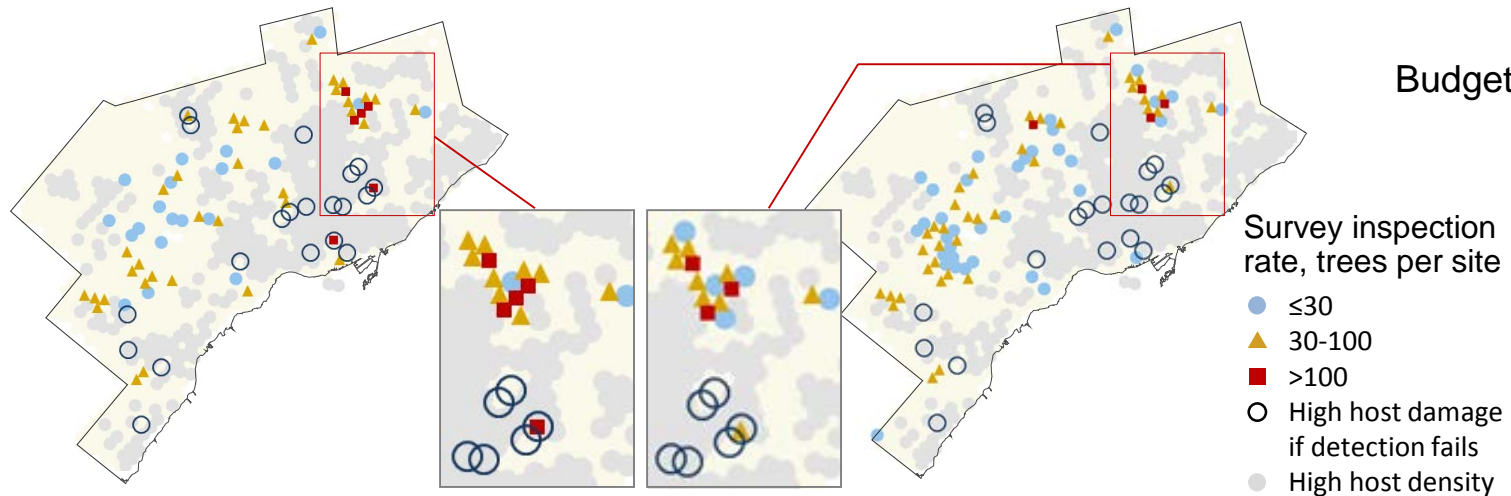 Budget
Survey inspection
rate, trees per site
≤30
30-100
>100
High host damage
if detection fails
High host density